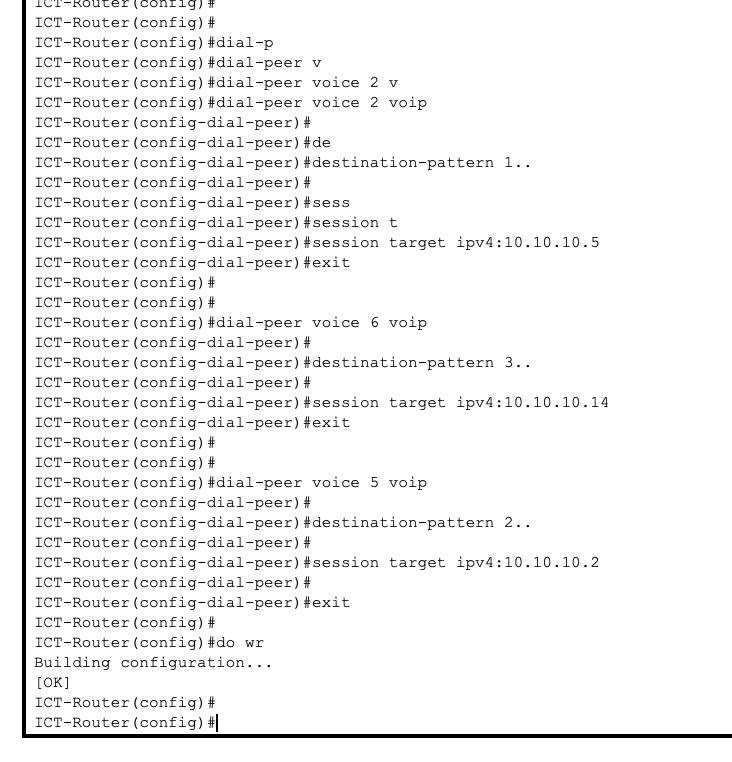 ICT-Router(config)#
ICT-Router(config)#
ICT-Router(config)#dial-p
ICT-Router(config)#dial-peer v
ICT-Router(config)#dial-peer voice 2 v
ICT-Router(config)#dial-peer voice 2 voip
ICT-Router(config-dial-peer)#
ICT-Router(config-dial-peer)#de
ICT-Router(config-dial-peer)#destination-pattern 1..
ICT-Router(config-dial-peer)#
ICT-Router(config-dial-peer)#sess
ICT-Router(config-dial-peer)#session t
ICT-Router(config-dial-peer)#session target ipv4:10.10.10.5
ICT-Router(config-dial-peer)#exit
ICT-Router(config)#
ICT-Router(config)#
ICT-Router(config)#dial-peer voice 6 voip
ICT-Router(config-dial-peer)#
ICT-Router(config-dial-peer)#destination-pattern 3..
ICT-Router(config-dial-peer)#
ICT-Router(config-dial-peer)#session target ipv4:10.10.10.14
ICT-Router(config-dial-peer)#exit
ICT-Router(config)#
ICT-Router(config)#
ICT-Router(config)#dial-peer voice 5 voip
ICT-Router(config-dial-peer)#
ICT-Router(config-dial-peer)#destination-pattern 2..
ICT-Router(config-dial-peer)#
ICT-Router(config-dial-peer)#session target ipv4:10.10.10.2
ICT-Router(config-dial-peer)#
ICT-Router(config-dial-peer)#exit
ICT-Router(config)#
ICT-Router(config)#do wr
Building configuration...
[OK]
ICT-Router(config)#
ICT-Router(config)#